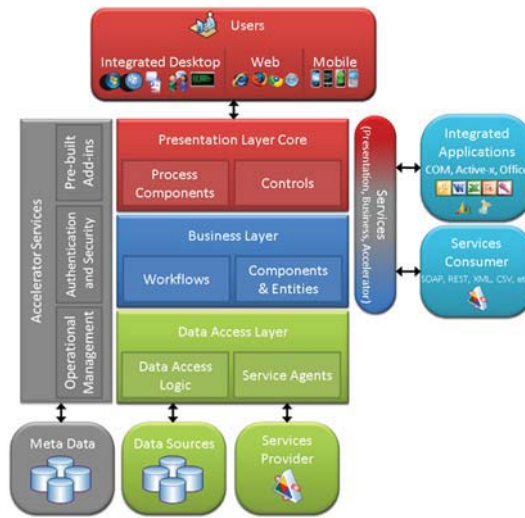 Users
Integrated Desktop
Web
Mobile
Accelerator Services
Pre-built
Add-ins
Authentication
and Security
Operational
Management
Presentation Layer Core
Process
Components
Controls
Business Layer
Workflows
Components
& Entities
Data Access Layer
Data Access
Logic
Service Agents
Services
(Presentation, Business, Accelerator)
Integrated
Applications
COM, Active-x, Office
Services
Consumer
SOAP, REST, XML, CSV,
Meta Data
Data Sources
Services
Provider